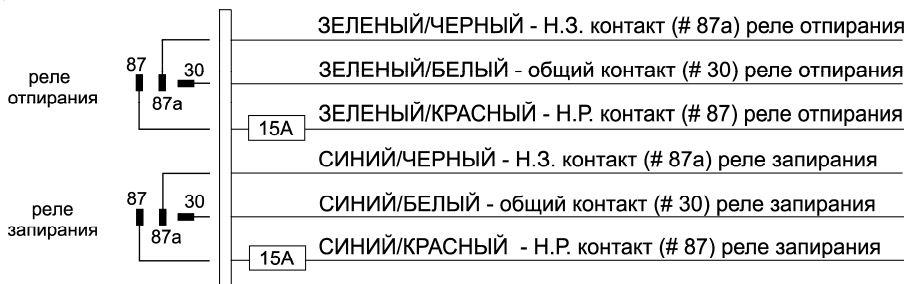 ЗЕЛЕНЫЙ/ЧЕРНЫЙ - Н.З. контакт (# 87а) реле отпирания
87
30
87а
реле
отпирания
ЗЕЛЕНЫЙ/БЕЛЫЙ - общий контакт (# 30) реле отпирания
15А
ЗЕЛЕНЫЙ/КРАСНЫЙ - Н.Р. контакт (# 87) реле отпирания
СИНИЙ/ЧЕРНЫЙ - Н.З. контакт (# 87а) реле запирания
87
30
87а
реле
запирания
СИНИЙ/БЕЛЫЙ - общий контакт (# 30) реле запирания
15А
СИНИЙ/КРАСНЫЙ - Н.Р. контакт (# 87) реле запирания